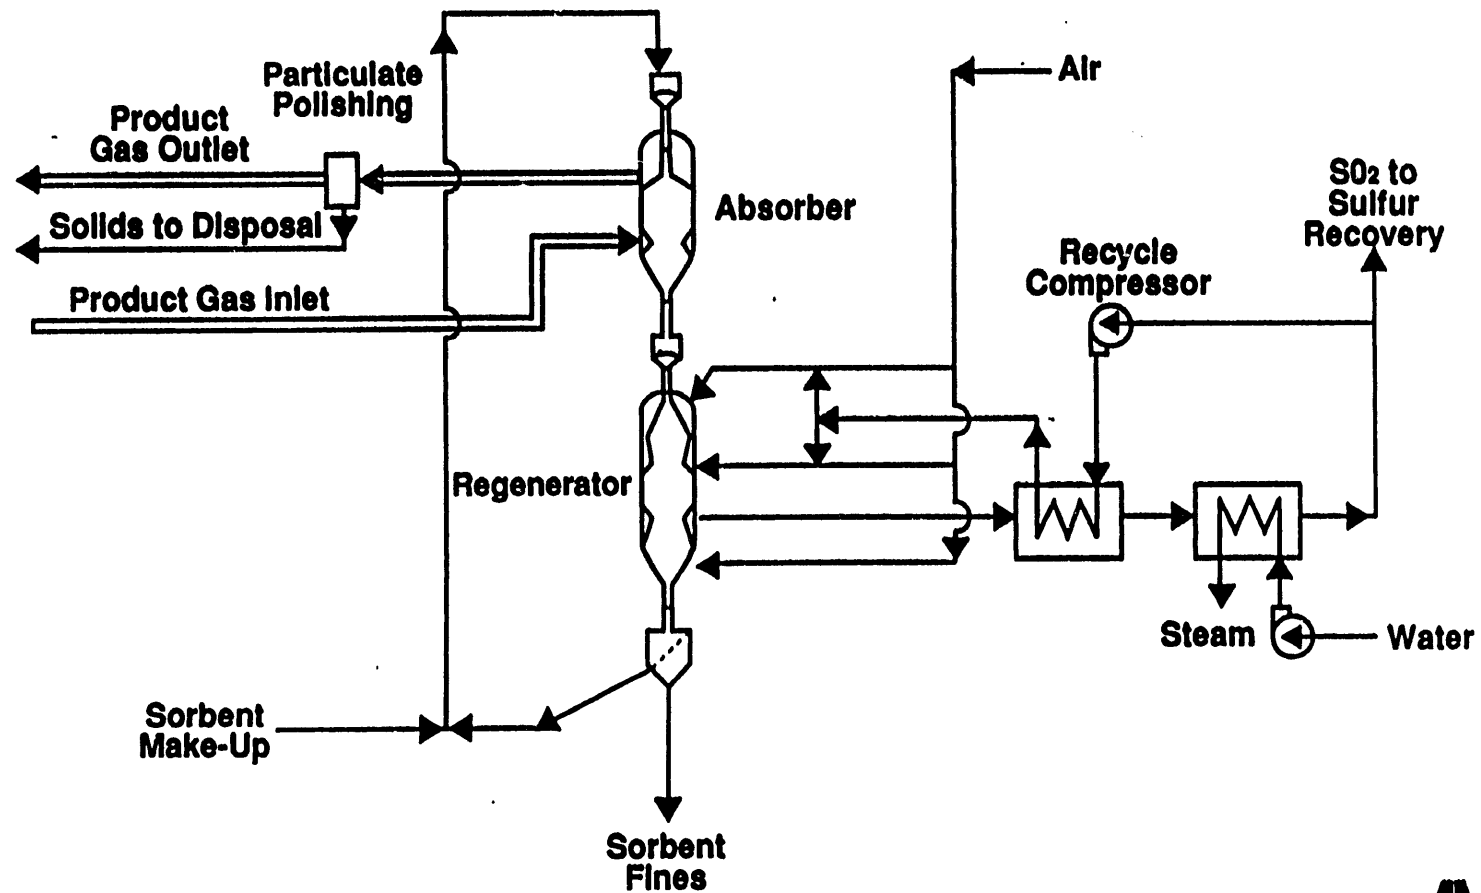 Particulate
Polishing
Air
Product
Gas Outlet
SO2 to
Sulfur
Recovery
Absorber
Solids to Disposal
Recycle
Compressor
Product Gas Inlet
Regenerator
Steam
Water
Sorbent
Make-Up
Sorbent
Fines